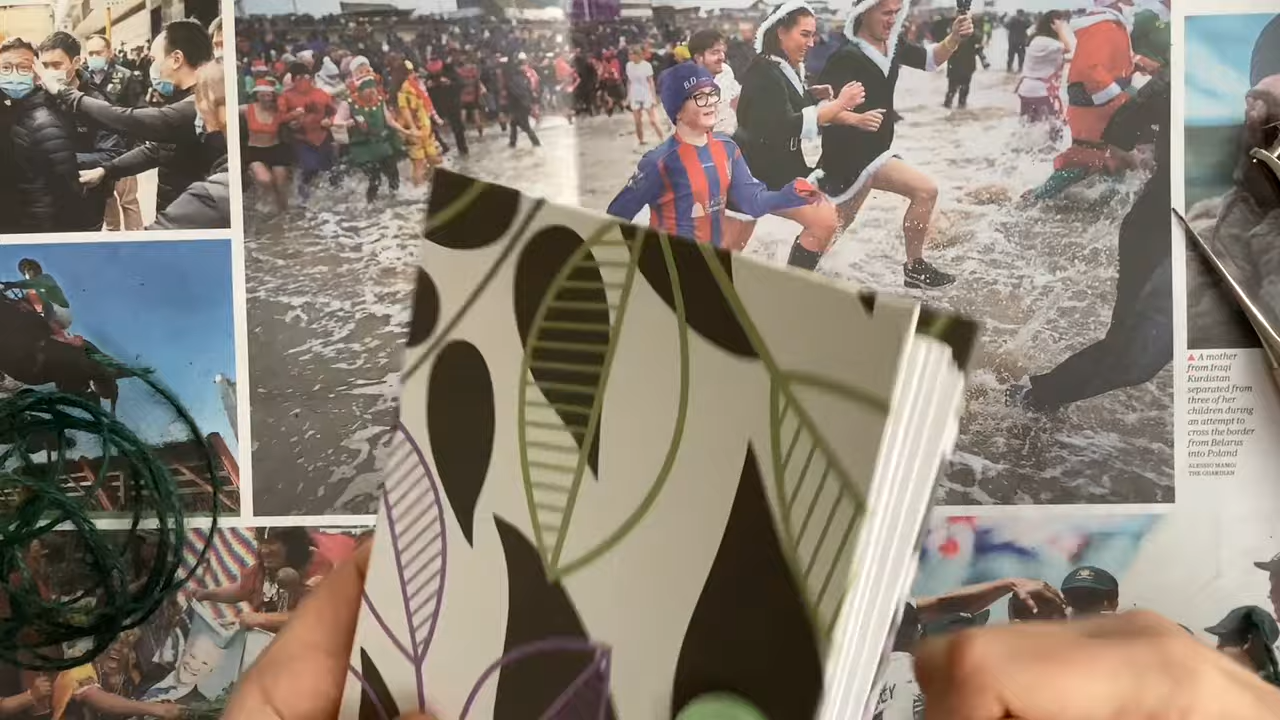 B.D
▲ A mother
from Iraqi
Kurdistan
separated from
three of her
children during
an attempt to
cross the border
from Belarus
into Poland
ALESSIO MAMO/
THE GUARDIAN